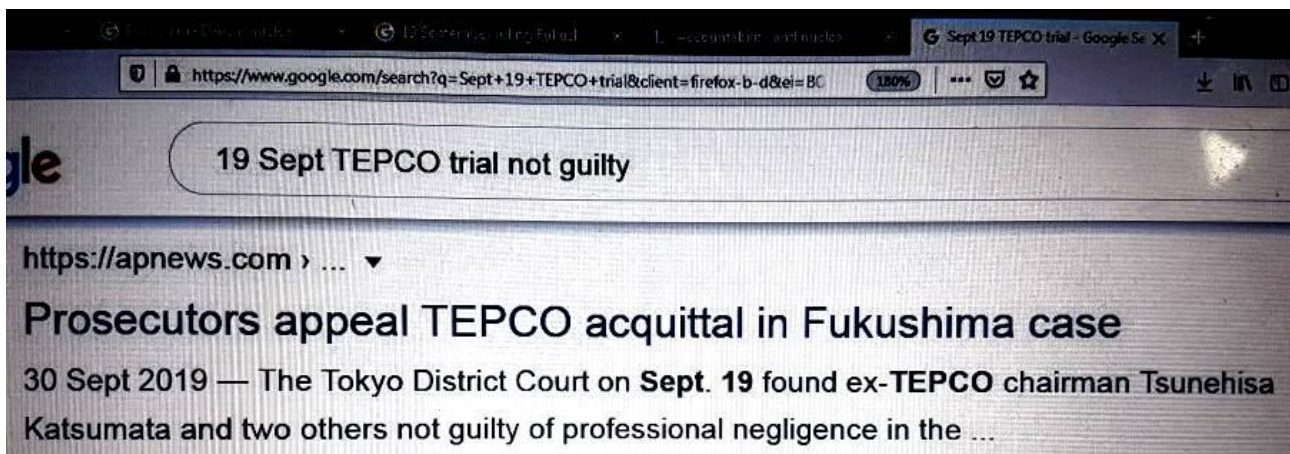 Sept 19 TEPCO trial - Google Se
https://www.google.com/search?q=Sept+19+TEPCO+trial&client=firefox-b-d&ei=BC
180%
gle
19 Sept TEPCO trial not guilty
https://apnews.com › ...
Prosecutors appeal TEPCO acquittal in Fukushima case
30 Sept 2019 — The Tokyo District Court on Sept. 19 found ex-TEPCO chairman Tsunehisa
Katsumata and two others not guilty of professional negligence in the ...